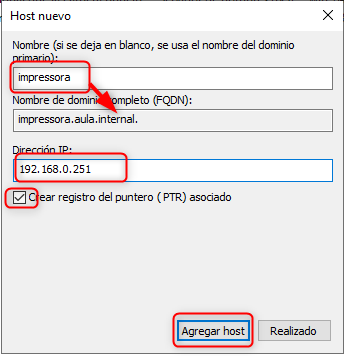 Host nuevo
Nombre (si se deja en blanco, se usa el nombre del dominio
primario):
impressora
Nombre de dominio completo (FQDN):
impressora.aula.internal.
Dirección IP:
192.168.0.251
Crear registro del puntero (PTR) asociado
Agregar host
Realizado